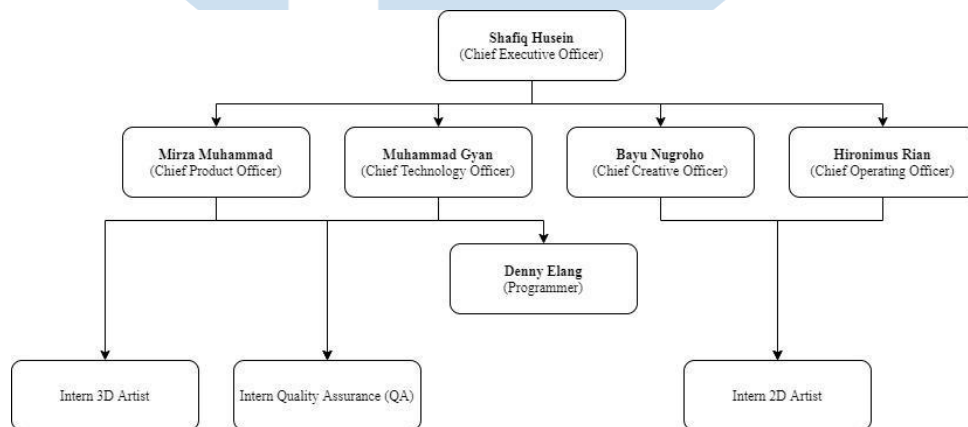 Shafiq Husein
(Chief Executive Officer)
Mirza Muhammad
(Chief Product Officer)
Muhammad Gyan
(Chief Technology Officer)
Bayu Nugroho
(Chief Creative Officer)
Hironimus Rian
(Chief Operating Officer)
Denny Elang
(Programmer)
Intern 3D Artist
Intern Quality Assurance (QA)
Intern 2D Artist